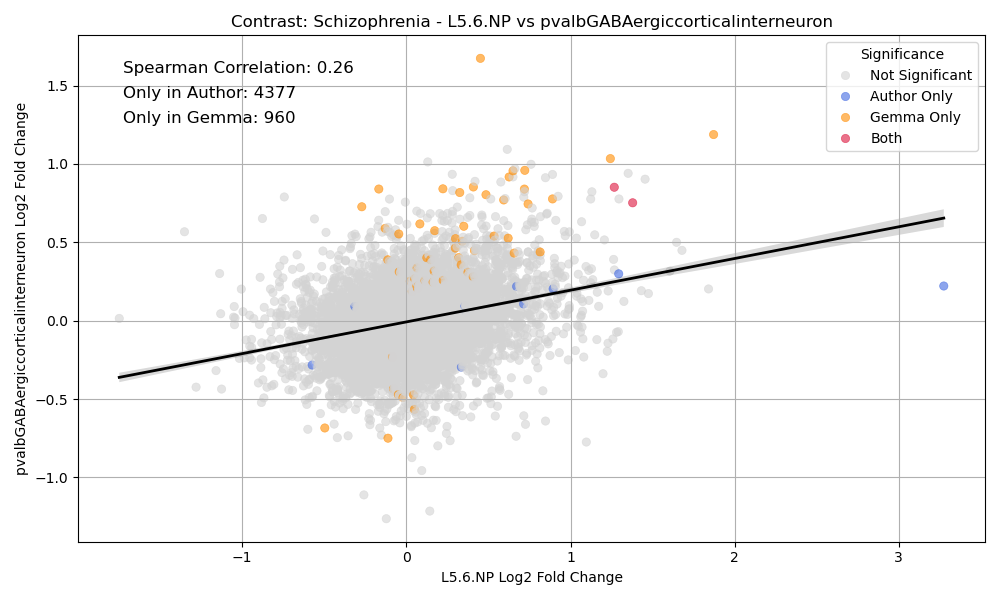 Contrast: Schizophrenia - L5.6.NP vs pvalbGABAergiccorticalinterneuron
Spearman Correlation: 0.26
Only in Author: 4377
Only in Gemma: 960
Significance
Not Significant
Author Only
Gemma Only
Both
pvalbGABAergiccorticalinterneuron Log2 Fold Change
1.5
1.0
0.5
0.0
−0.5
−1.0
−1 0 1 2 3
L5.6.NP Log2 Fold Change